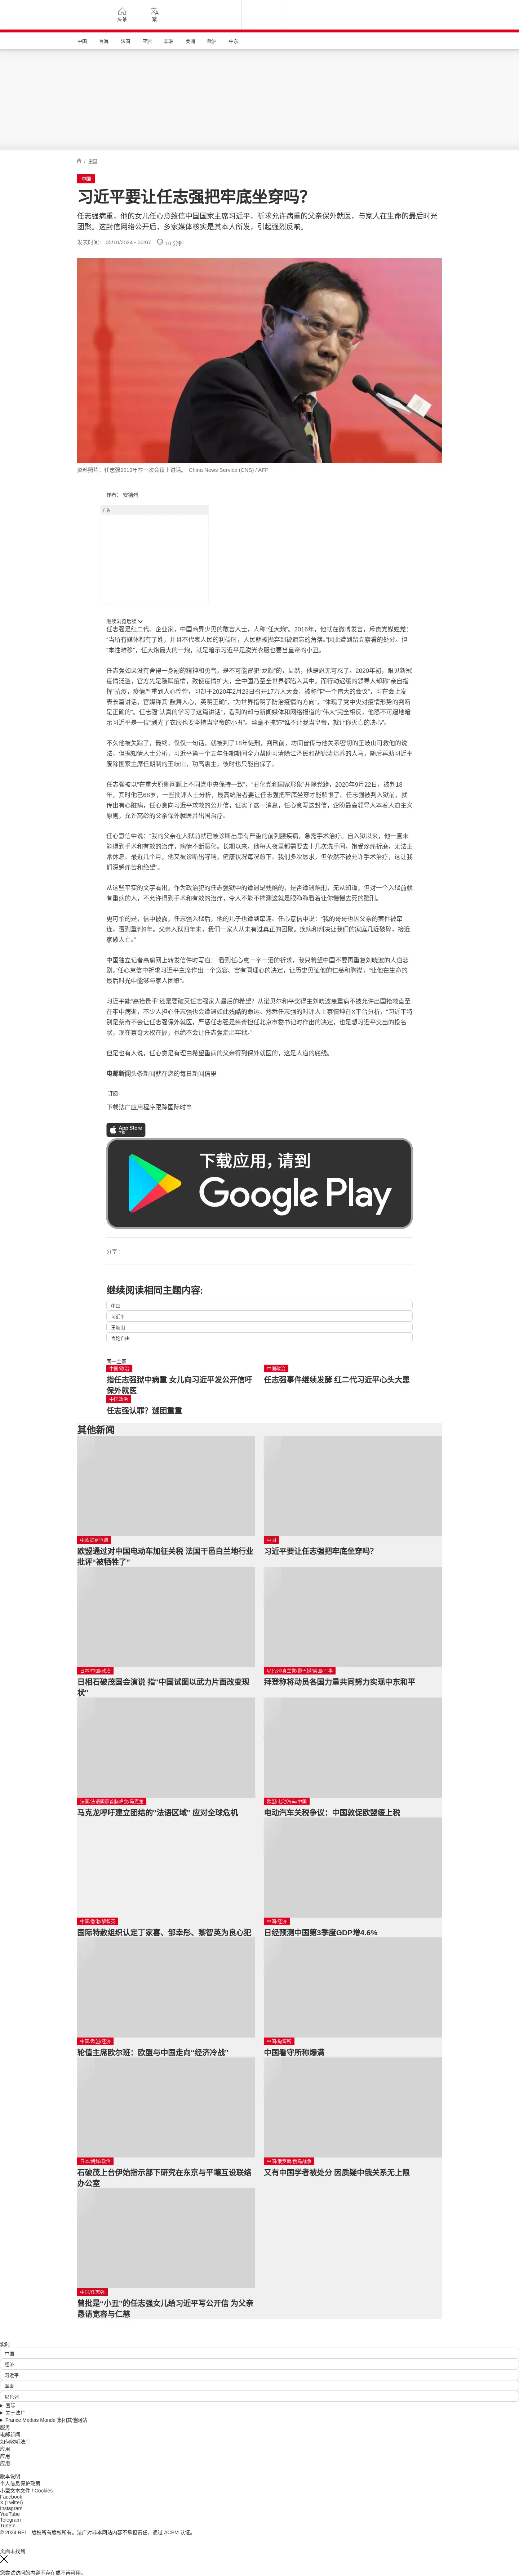 头条
繁
中国
台海
法国
亚洲
非洲
美洲
欧洲
中东
/ 中国
中国
习近平要让任志强把牢底坐穿吗？
任志强病重，他的女儿任心意致信中国国家主席习近平，祈求允许病重的父亲保外就医，与家人在生命的最后时光
团聚。这封信网络公开后，多家媒体核实是其本人所发，引起强烈反响。
发表时间： 05/10/2024 - 00:07 10 分钟
资料照片：任志强2013年在一次会议上讲话。 China News Service (CNS) / AFP
作者： 安德烈
广告
继续浏览后续
任志强是红二代、企业家，中国商界少见的敢言人士，人称“任大炮”。2016年，他就在微博发言，斥责党媒姓党：
“当所有媒体都有了姓，并且不代表人民的利益时，人民就被抛弃到被遗忘的角落。”因此遭到留党察看的处分。但
“本性难移”，任大炮最大的一炮，就是暗示习近平是脱光衣服也要当皇帝的小丑。
任志强如果没有舍得一身剐的精神和勇气，是不可能冒犯“龙颜”的，显然，他是忍无可忍了。2020年初，眼见新冠
疫情泛滥，官方先是隐瞒疫情，致使疫情扩大，全中国乃至全世界都陷入其中。而行动迟缓的领导人却称“亲自指
挥”抗疫，疫情严重到人心惶惶，习却于2020年2月23日召开17万人大会，被称作“一个伟大的会议”，习在会上发
表长篇讲话，官媒称其“鼓舞人心，英明正确”，“为世界指明了防治疫情的方向”，“体现了党中央对疫情形势的判断
是正确的”。任志强“认真的学习了这篇讲话”，看到的却与新闻媒体和网络报道的“伟大”完全相反，他怒不可遏地暗
示习近平是一位“剥光了衣服也要坚持当皇帝的小丑”。丝毫不掩饰“谁不让我当皇帝，就让你灭亡的决心”。
不久他被失踪了，最终，仅仅一句话，就被判了18年徒刑，判刑前，坊间曾传与他关系密切的王岐山可救他的说
法，但据知情人士分析，习近平第一个五年任期期间全力帮助习清除江泽民和胡锦涛培养的人马，随后再助习近平
废除国家主席任期制的王岐山，功高震主，彼时也只能自保了。
任志强被以“在重大原则问题上不同党中央保持一致”，“丑化党和国家形象”开除党籍，2020年9月22日，被判18
年，其时他已68岁，一些批评人士分析，最高统治者要让任志强把牢底坐穿才能解恨了。任志强被判入狱前，就
传出有心脏病，任心意向习近平求救的公开信，证实了这一消息，任心意写这封信，企盼最高领导人本着人道主义
原则，允许高龄的父亲保外就医并出国治疗。
任心意信中说：“我的父亲在入狱前就已被诊断出患有严重的前列腺疾病，急需手术治疗。自入狱以来，他一直未
能得到手术和有效的治疗，病情不断恶化。长期以来，他每天夜里都需要去十几次洗手间，饱受疼痛折磨，无法正
常休息。最近几个月，他又被诊断出哮喘，健康状况每况愈下。我们多次恳求，但依然不被允许手术治疗，这让我
们深感痛苦和绝望”。
从这些平实的文字看出，作为政治犯的任志强狱中的遭遇是残酷的，是否遭遇酷刑，无从知道，但对一个入狱前就
有重病的人，不允许得到手术和有效的治疗，令人不能不揣测这就是眼睁睁看着让你慢慢去死的酷刑。
更可怕的是，信中披露，任志强入狱后，他的儿子也遭到牵连。任心意信中说：“我的哥哥也因父亲的案件被牵
连，遭到重判9年。父亲入狱四年来，我们一家人从未有过真正的团聚。疾病和判决让我们的家庭几近破碎，接近
家破人亡。”
中国独立记者高瑜网上转发信件时写道：“看到任心意一字一泪的祈求，我只希望中国不要再重复刘晓波的人道悲
剧。”任心意信中祈求习近平主席作出一个宽容、富有同理心的决定，让历史见证他的仁慈和胸襟，“让他在生命的
最后时光中能够与家人团聚”。
习近平能“高抬贵手”还是要破灭任志强家人最后的希望？从诺贝尔和平奖得主刘晓波患重病不被允许出国抢救直至
在牢中病逝，不少人担心任志强也会遭遇如此残酷的命运。熟悉任志强的时评人士蔡慎坤在X平台分析，“习近平特
别是蔡奇不会让任志强保外就医，严惩任志强是蔡奇担任北京市委书记时作出的决定，也是想习近平交出的投名
状，现在蔡奇大权在握，也绝不会让任志强走出牢狱。”
但是也有人说，任心意是有理由希望重病的父亲得到保外就医的，这是人道的底线。
电邮新闻头条新闻就在您的每日新闻信里
订阅
下载法广应用程序跟踪国际时事
App Store
下载
下载应用，请到
Google Play
分享 :
继续阅读相同主题内容:
中国
习近平
王岐山
言论自由
同一主题
中国/政治
指任志强狱中病重 女儿向习近平发公开信吁
保外就医
中国政治
任志强事件继续发酵 红二代习近平心头大患
中国政治
任志强认罪？谜团重重
其他新闻
中欧贸易争端
欧盟通过对中国电动车加征关税 法国干邑白兰地行业
批评“被牺牲了”
中国
习近平要让任志强把牢底坐穿吗？
日本/中国/政治
日相石破茂国会演说 指“中国试图以武力片面改变现
状”
以色列/真主党/黎巴嫩/美国/军事
拜登称将动员各国力量共同努力实现中东和平
法国/法语国家首脑峰会/马克龙
马克龙呼吁建立团结的“法语区域” 应对全球危机
欧盟/电动汽车/中国
电动汽车关税争议：中国敦促欧盟缓上税
中国/香港/黎智英
国际特赦组织认定丁家喜、邹幸彤、黎智英为良心犯
中国/经济
日经预测中国第3季度GDP增4.6%
中国/欧盟/经济
轮值主席欧尔班：欧盟与中国走向“经济冷战”
中国/拘留所
中国看守所称爆满
日本/朝鲜/政治
石破茂上台伊始指示部下研究在东京与平壤互设联络
办公室
中国/俄罗斯/俄乌战争
又有中国学者被处分 因质疑中俄关系无上限
中国/任志强
曾批是“小丑”的任志强女儿给习近平写公开信 为父亲
恳请宽容与仁慈
实时
中国
经济
习近平
军事
以色列
国际
关于法广
France Médias Monde 集团其他网站
服务
电邮新闻
如何收听法广
应用
应用
应用
版本说明
个人信息保护政策
小型文本文件 / Cookies
Facebook
X (Twitter)
Instagram
YouTube
Telegram
TuneIn
© 2024 RFI – 版权所有版权所有。法广对非本网站内容不承担责任。通过 ACPM 认证。
页面未找到
您尝试访问的内容不存在或不再可用。